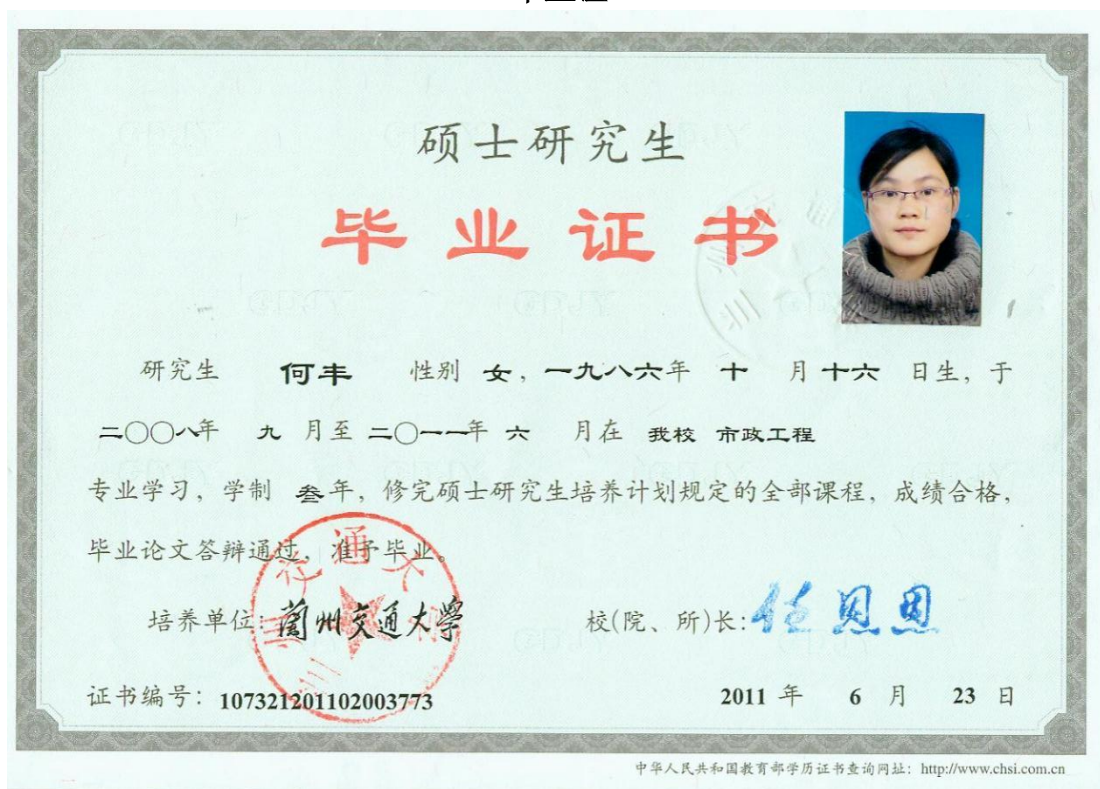 硕士研究生
毕业证书
研究生 何丰 性别 女，一九八六年 十 月 十六 日生，于
二〇〇八年 九 月至 二〇一一年 六 月在 我校 市政工程
专业学习，学制 叁年，修完硕士研究生培养计划规定的全部课程，成绩合格，
毕业论文答辩通过，准予毕业。
培养单位：兰州交通大学 校(院、所)长：任恩恩
证书编号：107321201102003773 2011 年 6 月 23 日
中华人民共和国教育部学历证书查询网址：http://www.chsi.com.cn